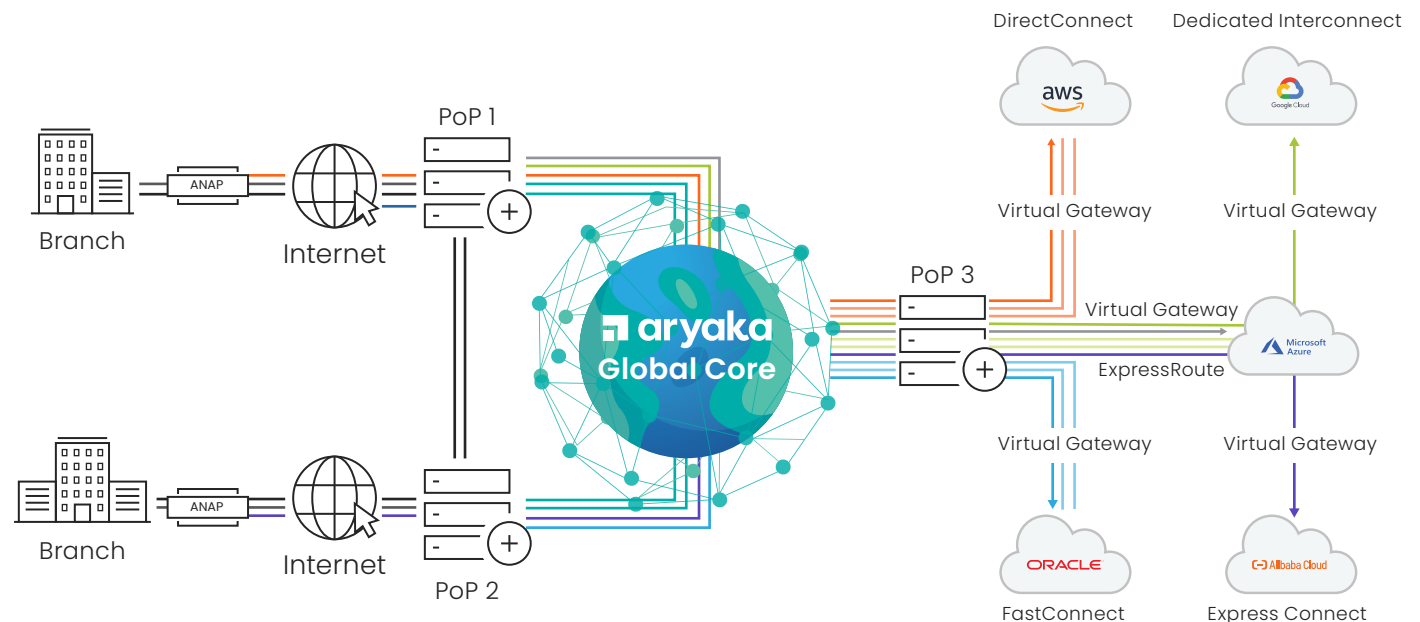 DirectConnect
Dedicated Interconnect
aws
Google Cloud
PoP 1
ANAP
Branch
Internet
Virtual Gateway
Virtual Gateway
PoP 3
Virtual Gateway
aryaka
Global Core
Microsoft
Azure
ExpressRoute
Virtual Gateway
Virtual Gateway
ANAP
Branch
Internet
PoP 2
ORACLE
Alibaba Cloud
FastConnect
Express Connect